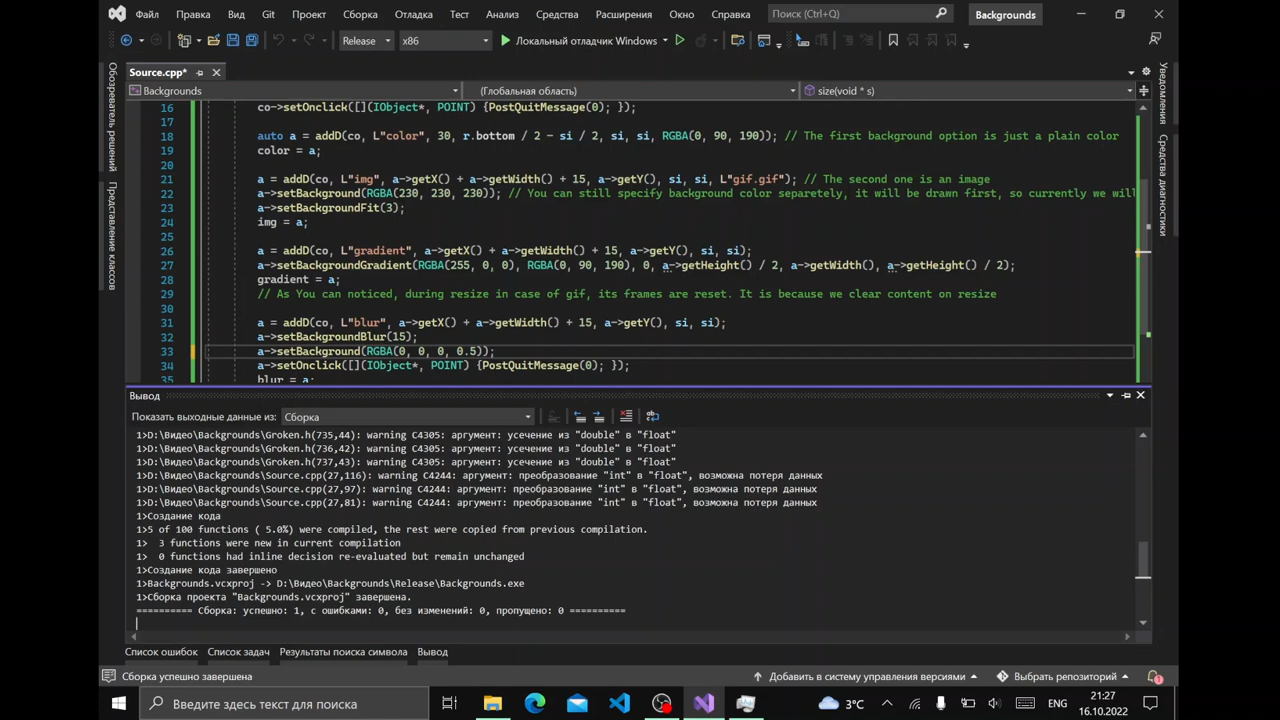 Файл Правка Вид Git Проект Сборка Отладка Тест Анализ Средства Расширения Окно Справка Поиск (Ctrl+Q) Backgrounds
Release x86 Локальный отладчик Windows
Source.cpp*
Backgrounds (Глобальная область) size(void * s)
Обозреватель решений
Представление классов
Уведомления
Средства диагностики
16 co->setOnclick([](IObject*, POINT) {PostQuitMessage(0); });
17
18 auto a = addD(co, L"color", 30, r.bottom / 2 - si / 2, si, si, RGBA(0, 90, 190)); // The first background option is just a plain color
19 color = a;
20
21 a = addD(co, L"img", a->getX() + a->getWidth() + 15, a->getY(), si, si, L"gif.gif"); // The second one is an image
22 a->setBackground(RGBA(230, 230, 230)); // You can still specify background color separetely, it will be drawn first, so currently we will
23 a->setBackgroundFit(3);
24 img = a;
25
26 a = addD(co, L"gradient", a->getX() + a->getWidth() + 15, a->getY(), si, si);
27 a->setBackgroundGradient(RGBA(255, 0, 0), RGBA(0, 90, 190), 0, a->getHeight() / 2, a->getWidth(), a->getHeight() / 2);
28 gradient = a;
29 // As You can noticed, during resize in case of gif, its frames are reset. It is because we clear content on resize
30
31 a = addD(co, L"blur", a->getX() + a->getWidth() + 15, a->getY(), si, si);
32 a->setBackgroundBlur(15);
33 a->setBackground(RGBA(0, 0, 0, 0.5));
34 a->setOnclick([](IObject*, POINT) {PostQuitMessage(0); });
35 blur = a;
Вывод
Показать выходные данные из: Сборка
1>D:\Видео\Backgrounds\Groken.h(735,44): warning C4305: аргумент: усечение из "double" в "float"
1>D:\Видео\Backgrounds\Groken.h(736,42): warning C4305: аргумент: усечение из "double" в "float"
1>D:\Видео\Backgrounds\Groken.h(737,43): warning C4305: аргумент: усечение из "double" в "float"
1>D:\Видео\Backgrounds\Source.cpp(27,116): warning C4244: аргумент: преобразование "int" в "float", возможна потеря данных
1>D:\Видео\Backgrounds\Source.cpp(27,97): warning C4244: аргумент: преобразование "int" в "float", возможна потеря данных
1>D:\Видео\Backgrounds\Source.cpp(27,81): warning C4244: аргумент: преобразование "int" в "float", возможна потеря данных
1>Создание кода
1>5 of 100 functions ( 5.0%) were compiled, the rest were copied from previous compilation.
1> 3 functions were new in current compilation
1> 0 functions had inline decision re-evaluated but remain unchanged
1>Создание кода завершено
1>Backgrounds.vcxproj -> D:\Видео\Backgrounds\Release\Backgrounds.exe
1>Сборка проекта "Backgrounds.vcxproj" завершена.
========== Сборка: успешно: 1, с ошибками: 0, без изменений: 0, пропущено: 0 ==========
Список ошибок Список задач Результаты поиска символа Вывод
Сборка успешно завершена Добавить в систему управления версиями Выбрать репозиторий 1
Введите здесь текст для поиска 3°C ENG 21:27
16.10.2022